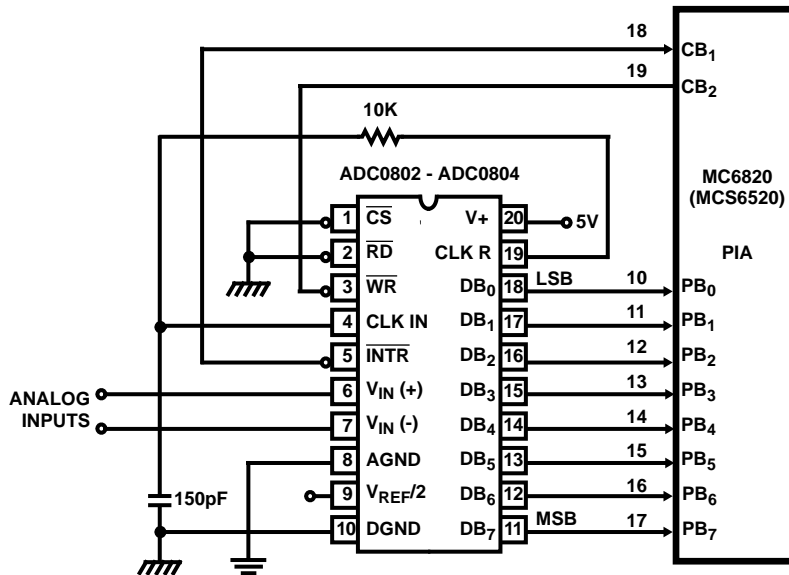 18
CB1
19
CB2
10K
ADC0802 - ADC0804
MC6820
(MCS6520)
PIA
1 CS V+ 20 5V
2 RD CLK R 19
3 WR DB0 18 LSB 10 PB0
4 CLK IN DB1 17 11 PB1
5 INTR DB2 16 12 PB2
6 VIN (+) DB3 15 13 PB3
ANALOG
INPUTS
7 VIN (-) DB4 14 14 PB4
8 AGND DB5 13 15 PB5
9 VREF/2 DB6 12 16 PB6
150pF
10 DGND DB7 11 MSB 17 PB7